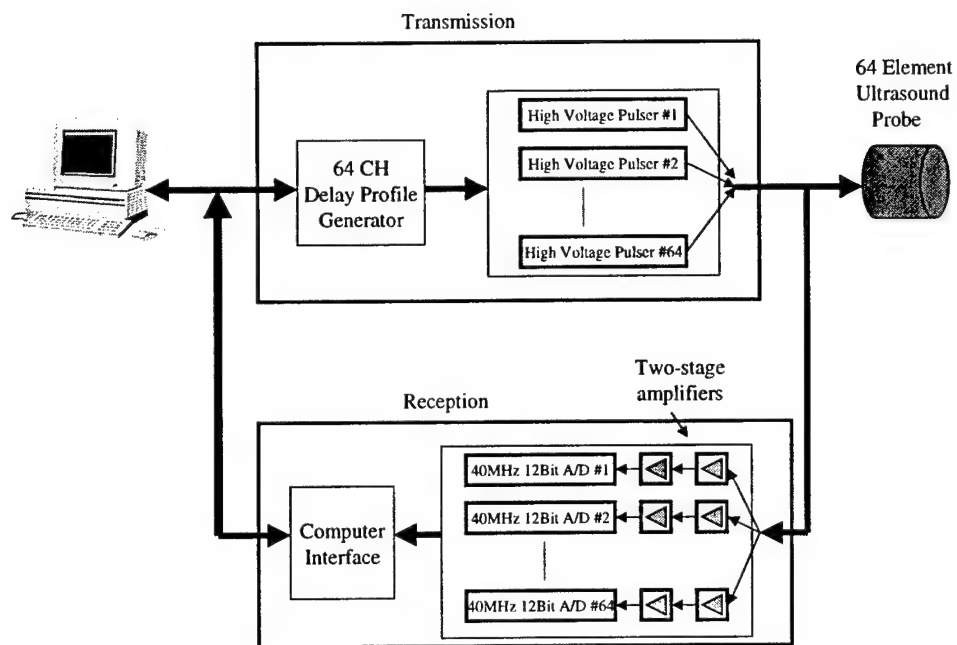 Transmission
64 Element
Ultrasound
Probe
High Voltage Pulser #1
64 CH
Delay Profile
Generator
High Voltage Pulser #2
High Voltage Pulser #64
Two-stage
amplifiers
Reception
40MHz 12Bit A/D #1
40MHz 12Bit A/D #2
Computer
Interface
40MHz 12Bit A/D #64